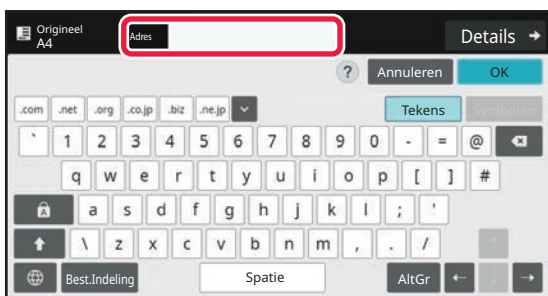 Origineel
A4
Adres
Details
? Annuleren OK
.com .net .org .co.jp .biz .ne.jp Tekens Symbolen
` 1 2 3 4 5 6 7 8 9 0 - = @
q w e r t y u i o p [ ] #
A a s d f g h j k l ; '
\ z x c v b n m , . /
Best.Indeling Spatie AltGr